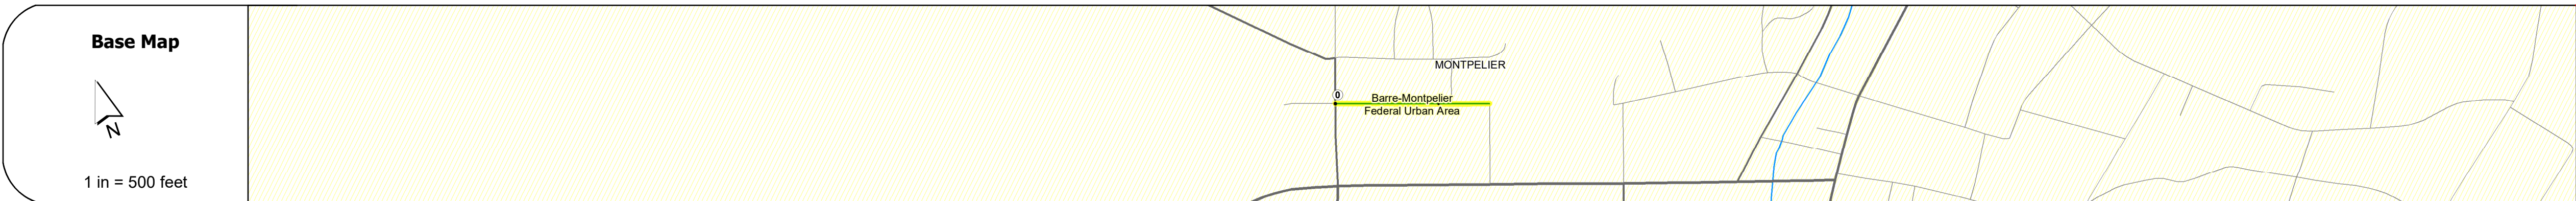 Base Map
N
1 in = 500 feet
MONTPELIER
0
Barre-Montpelier
Federal Urban Area